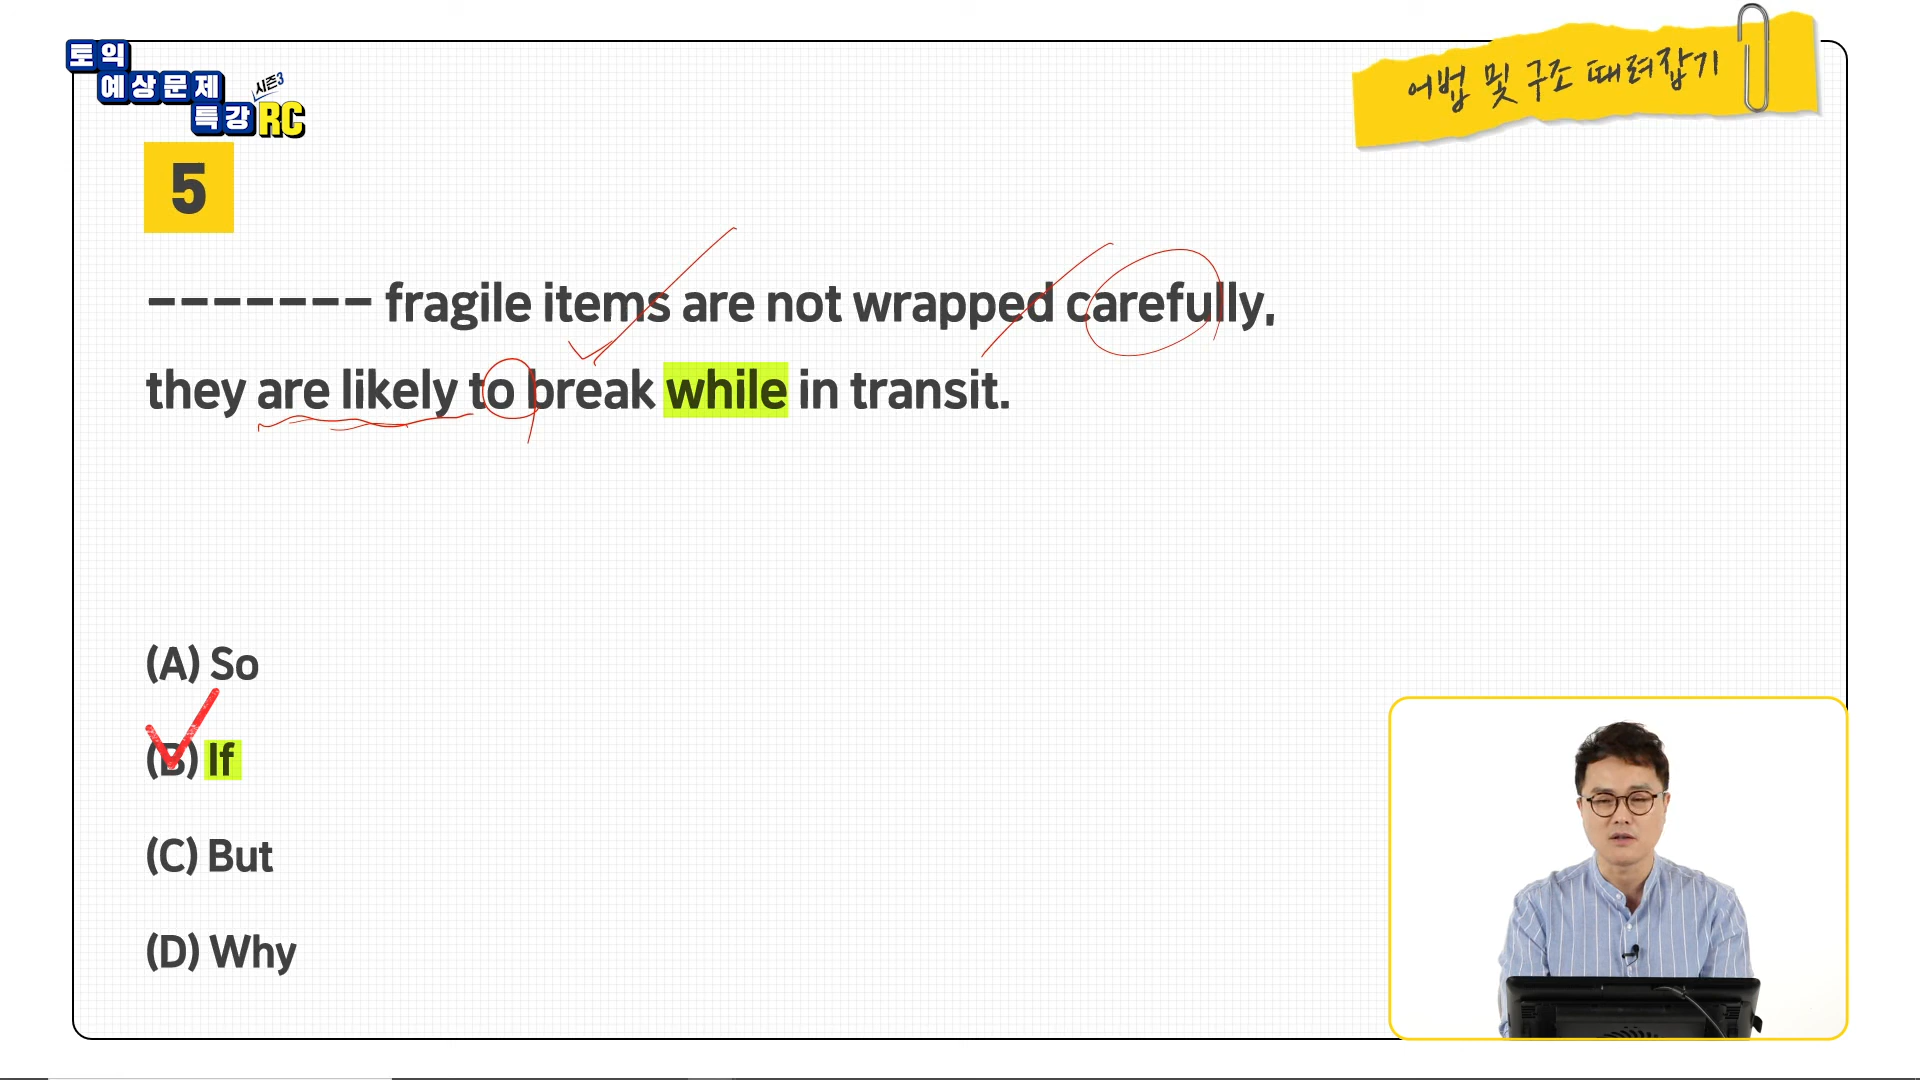 토익
예상문제
시즌3
특강 RC
어법 및 구조 때려잡기
5
------- fragile items are not wrapped carefully,
they are likely to break while in transit.
(A) So
(B) If
(C) But
(D) Why